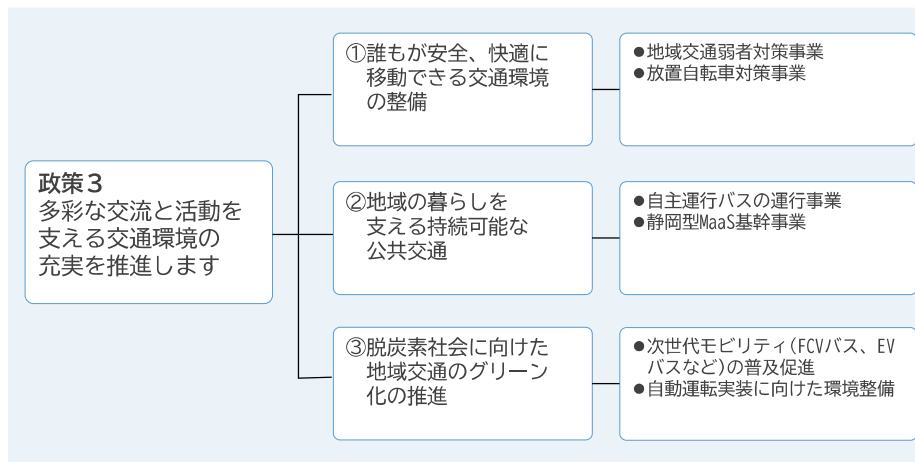 政策３
多彩な交流と活動を
支える交通環境の
充実を推進します
①誰もが安全、快適に
移動できる交通環境
の整備
●地域交通弱者対策事業
●放置自転車対策事業
②地域の暮らしを
支える持続可能な
公共交通
●自主運行バスの運行事業
●静岡型MaaS基幹事業
③脱炭素社会に向けた
地域交通のグリーン
化の推進
●次世代モビリティ(FCVバス、EV
バスなど)の普及促進
●自動運転実装に向けた環境整備